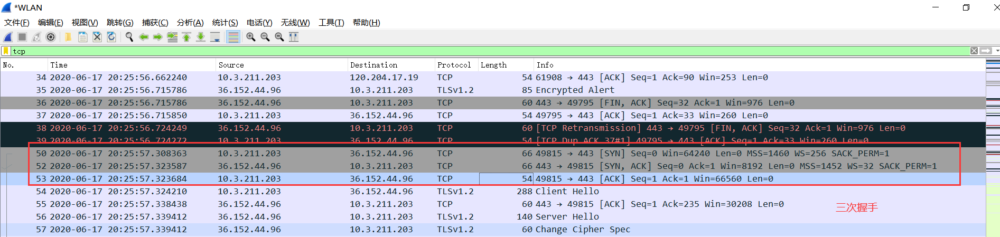 *WLAN
文件(F) 编辑(E) 视图(V) 跳转(G) 捕获(C) 分析(A) 统计(S) 电话(Y) 无线(W) 工具(T) 帮助(H)
tcp
No. Time Source Destination Protocol Length Info
34 2020-06-17 20:25:56.662240 10.3.211.203 120.204.17.19 TCP 54 61908 → 443 [ACK] Seq=1 Ack=90 Win=253 Len=0
35 2020-06-17 20:25:56.715786 36.152.44.96 10.3.211.203 TLSv1.2 85 Encrypted Alert
36 2020-06-17 20:25:56.715786 36.152.44.96 10.3.211.203 TCP 60 443 → 49795 [FIN, ACK] Seq=32 Ack=1 Win=976 Len=0
37 2020-06-17 20:25:56.715850 10.3.211.203 36.152.44.96 TCP 54 49795 → 443 [ACK] Seq=1 Ack=33 Win=260 Len=0
38 2020-06-17 20:25:56.724249 36.152.44.96 10.3.211.203 TCP 60 [TCP Retransmission] 443 → 49795 [FIN, ACK] Seq=32 Ack=1 Win=976 Len=0
39 2020-06-17 20:25:56.724272 10.3.211.203 36.152.44.96 TCP 54 [TCP Dup ACK 37#1] 49795 → 443 [ACK] Seq=1 Ack=33 Win=260 Len=0
50 2020-06-17 20:25:57.308363 10.3.211.203 36.152.44.96 TCP 66 49815 → 443 [SYN] Seq=0 Win=64240 Len=0 MSS=1460 WS=256 SACK_PERM=1
52 2020-06-17 20:25:57.323587 36.152.44.96 10.3.211.203 TCP 66 443 → 49815 [SYN, ACK] Seq=0 Ack=1 Win=8192 Len=0 MSS=1452 WS=32 SACK_PERM=1
53 2020-06-17 20:25:57.323684 10.3.211.203 36.152.44.96 TCP 54 49815 → 443 [ACK] Seq=1 Ack=1 Win=66560 Len=0
54 2020-06-17 20:25:57.324210 10.3.211.203 36.152.44.96 TLSv1.2 288 Client Hello
55 2020-06-17 20:25:57.338438 36.152.44.96 10.3.211.203 TCP 60 443 → 49815 [ACK] Seq=1 Ack=235 Win=30208 Len=0
三次握手
56 2020-06-17 20:25:57.339412 36.152.44.96 10.3.211.203 TLSv1.2 140 Server Hello
57 2020-06-17 20:25:57.339412 36.152.44.96 10.3.211.203 TLSv1.2 60 Change Cipher Spec